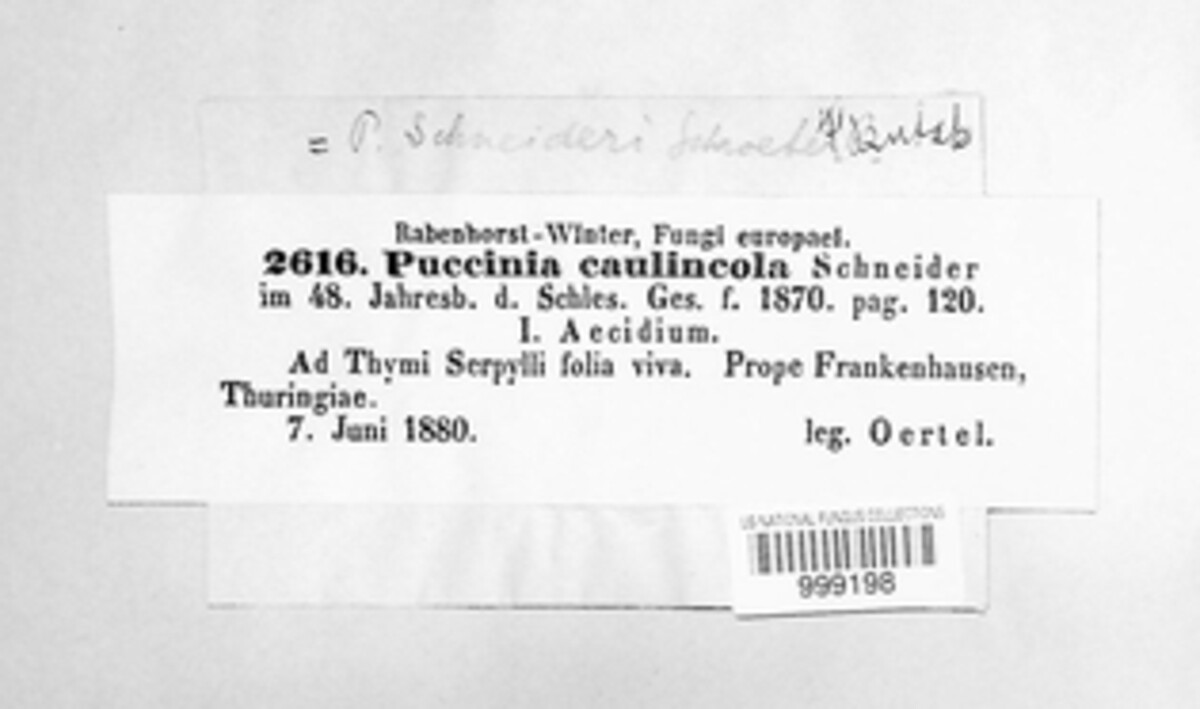 = P. Schneideri Schroeter
Rabenhorst-Winter, Fungi europaei.
2616. Puccinia caulincola Schneider
im 48. Jahresb. d. Schles. Ges. f. 1870. pag. 120.
I. Aecidium.
Ad Thymi Serpylli folia viva. Prope Frankenhausen,
Thuringiae.
7. Juni 1880. leg. Oertel.
US NATIONAL FUNGUS COLLECTIONS
999198